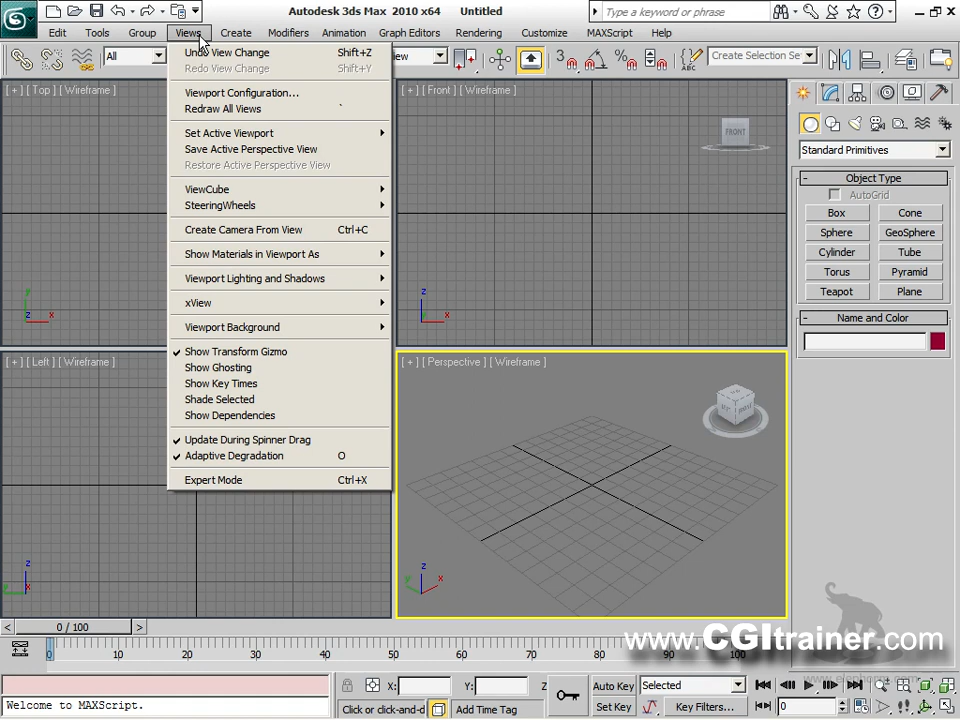 Autodesk 3ds Max 2010 x64 Untitled
Type a keyword or phrase
Edit Tools Group Views Create Modifiers Animation Graph Editors Rendering Customize MAXScript Help
All
Create Selection Se
Undo View Change Shift+Z
Redo View Change Shift+Y
Viewport Configuration...
Redraw All Views `
Set Active Viewport
Save Active Perspective View
Restore Active Perspective View
ViewCube
SteeringWheels
Create Camera From View Ctrl+C
Show Materials in Viewport As
Viewport Lighting and Shadows
xView
Viewport Background
Show Transform Gizmo
Show Ghosting
Show Key Times
Shade Selected
Show Dependencies
Update During Spinner Drag
Adaptive Degradation O
Expert Mode Ctrl+X
[ + ] [ Top ] [ Wireframe ]
[ + ] [ Front ] [ Wireframe ]
FRONT
z
x
y
z
x
[ + ] [ Left ] [ Wireframe ]
[ + ] [ Perspective ] [ Wireframe ]
z
y
x
z
y
x
Standard Primitives
- Object Type
AutoGrid
Box Cone
Sphere GeoSphere
Cylinder Tube
Torus Pyramid
Teapot Plane
- Name and Color
< 0 / 100 >
0 10 20 30 40 50 60 70 80 90 100
www.CGItrainer.com
X: Y: Z
Auto Key Selected
0
Welcome to MAXScript.
Click or click-and-d
Add Time Tag
Set Key Key Filters...